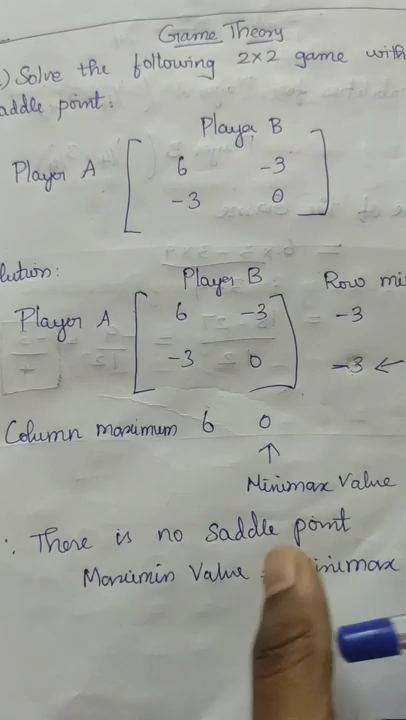 Game Theory
Solve the following 2×2 game with
addle point:
Player B
Player A [ 6 -3
-3 0 ]
lution:
Player B Row mi
Player A [ 6 -3 ] = -3
-3 0 -3 ←
Column maximum 6 0
↑
Minimax Value
∴ There is no saddle point
Maximin Value inimax